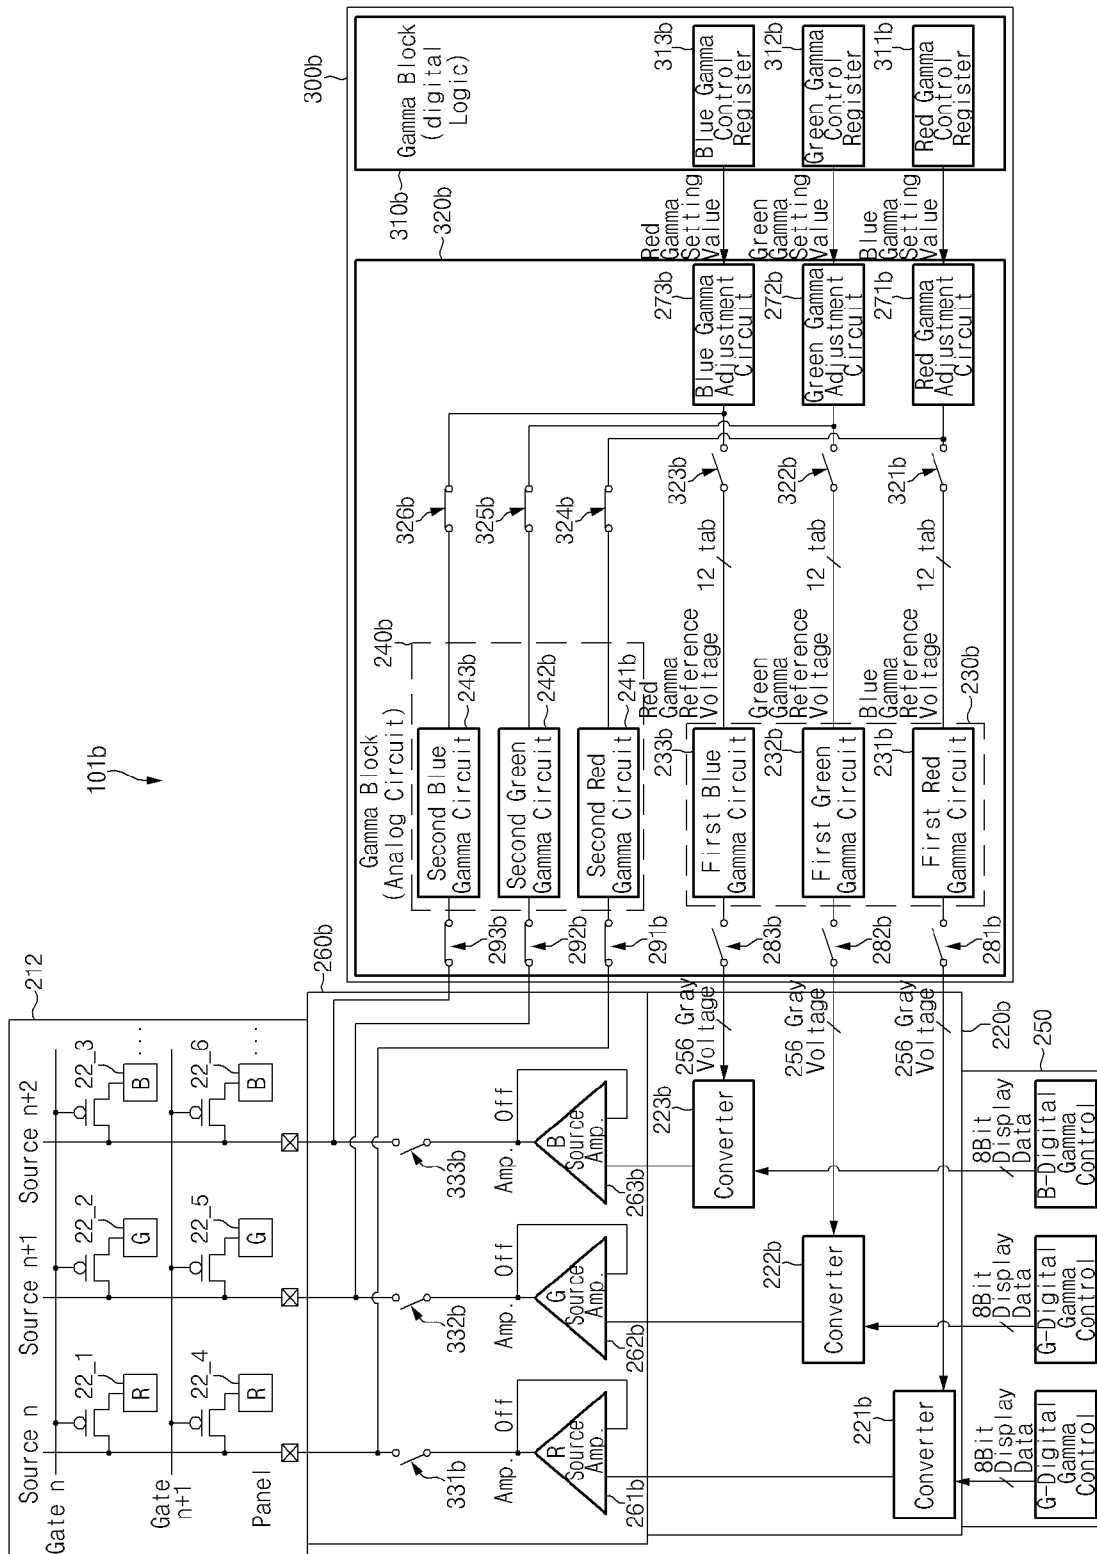 101b
212
Source n
Source n+1
Source n+2
Gate n
Gate
n+1
Panel
22_1
22_2
22_3
22_4
22_5
22_6
R
G
B
...
R
G
B
...
260b
331b
332b
333b
Amp. Off
Amp. Off
Amp. Off
R
Source
Amp.
G
Source
Amp.
B
Source
Amp.
261b
262b
263b
220b
221b
222b
223b
Converter
Converter
Converter
256 Gray
Voltage
256 Gray
Voltage
256 Gray
Voltage
8Bit
Display
Data
8Bit
Display
Data
8Bit
Display
Data
250
G-Digital
Gamma
Control
G-Digital
Gamma
Control
B-Digital
Gamma
Control
300b
310b
Gamma Block
(digital
Logic)
313b
Blue Gamma
Control
Register
312b
Green Gamma
Control
Register
311b
Red Gamma
Control
Register
320b
Red
Gamma
Setting
Value
Green
Gamma
Setting
Value
Blue
Gamma
Setting
Value
273b
Blue Gamma
Adjustment
Circuit
272b
Green Gamma
Adjustment
Circuit
271b
Red Gamma
Adjustment
Circuit
326b
325b
324b
323b
322b
321b
12 tab
12 tab
12 tab
Red
Gamma
Reference
Voltage
Green
Gamma
Reference
Voltage
Blue
Gamma
Reference
Voltage
Gamma Block
(Analog Circuit)
240b
243b
Second Blue
Gamma Circuit
242b
Second Green
Gamma Circuit
241b
Second Red
Gamma Circuit
230b
233b
First Blue
Gamma Circuit
232b
First Green
Gamma Circuit
231b
First Red
Gamma Circuit
293b
292b
291b
283b
282b
281b